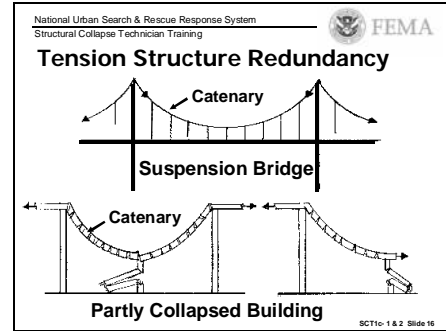 National Urban Search & Rescue Response System
Structural Collapse Technician Training
FEMA
Tension Structure Redundancy
Catenary
Suspension Bridge
Catenary
Partly Collapsed Building
SCT1c- 1 & 2 Slide 16